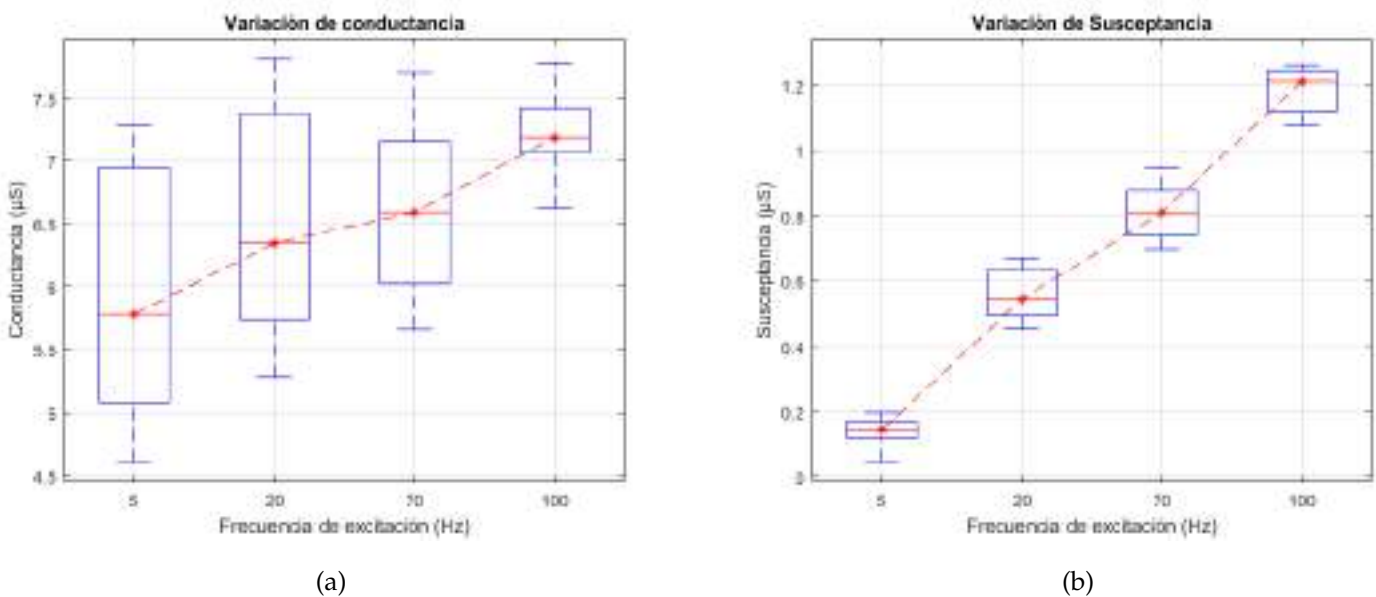 Variación de conductancia
Conductancia (µS)
7.5
7
6.5
6
5.5
5
4.5
5
20
70
100
Frecuencia de excitación (Hz)
(a)
Variación de Susceptancia
Susceptancia (µS)
1.2
1
0.8
0.6
0.4
0.2
0
5
20
70
100
Frecuencia de excitación (Hz)
(b)